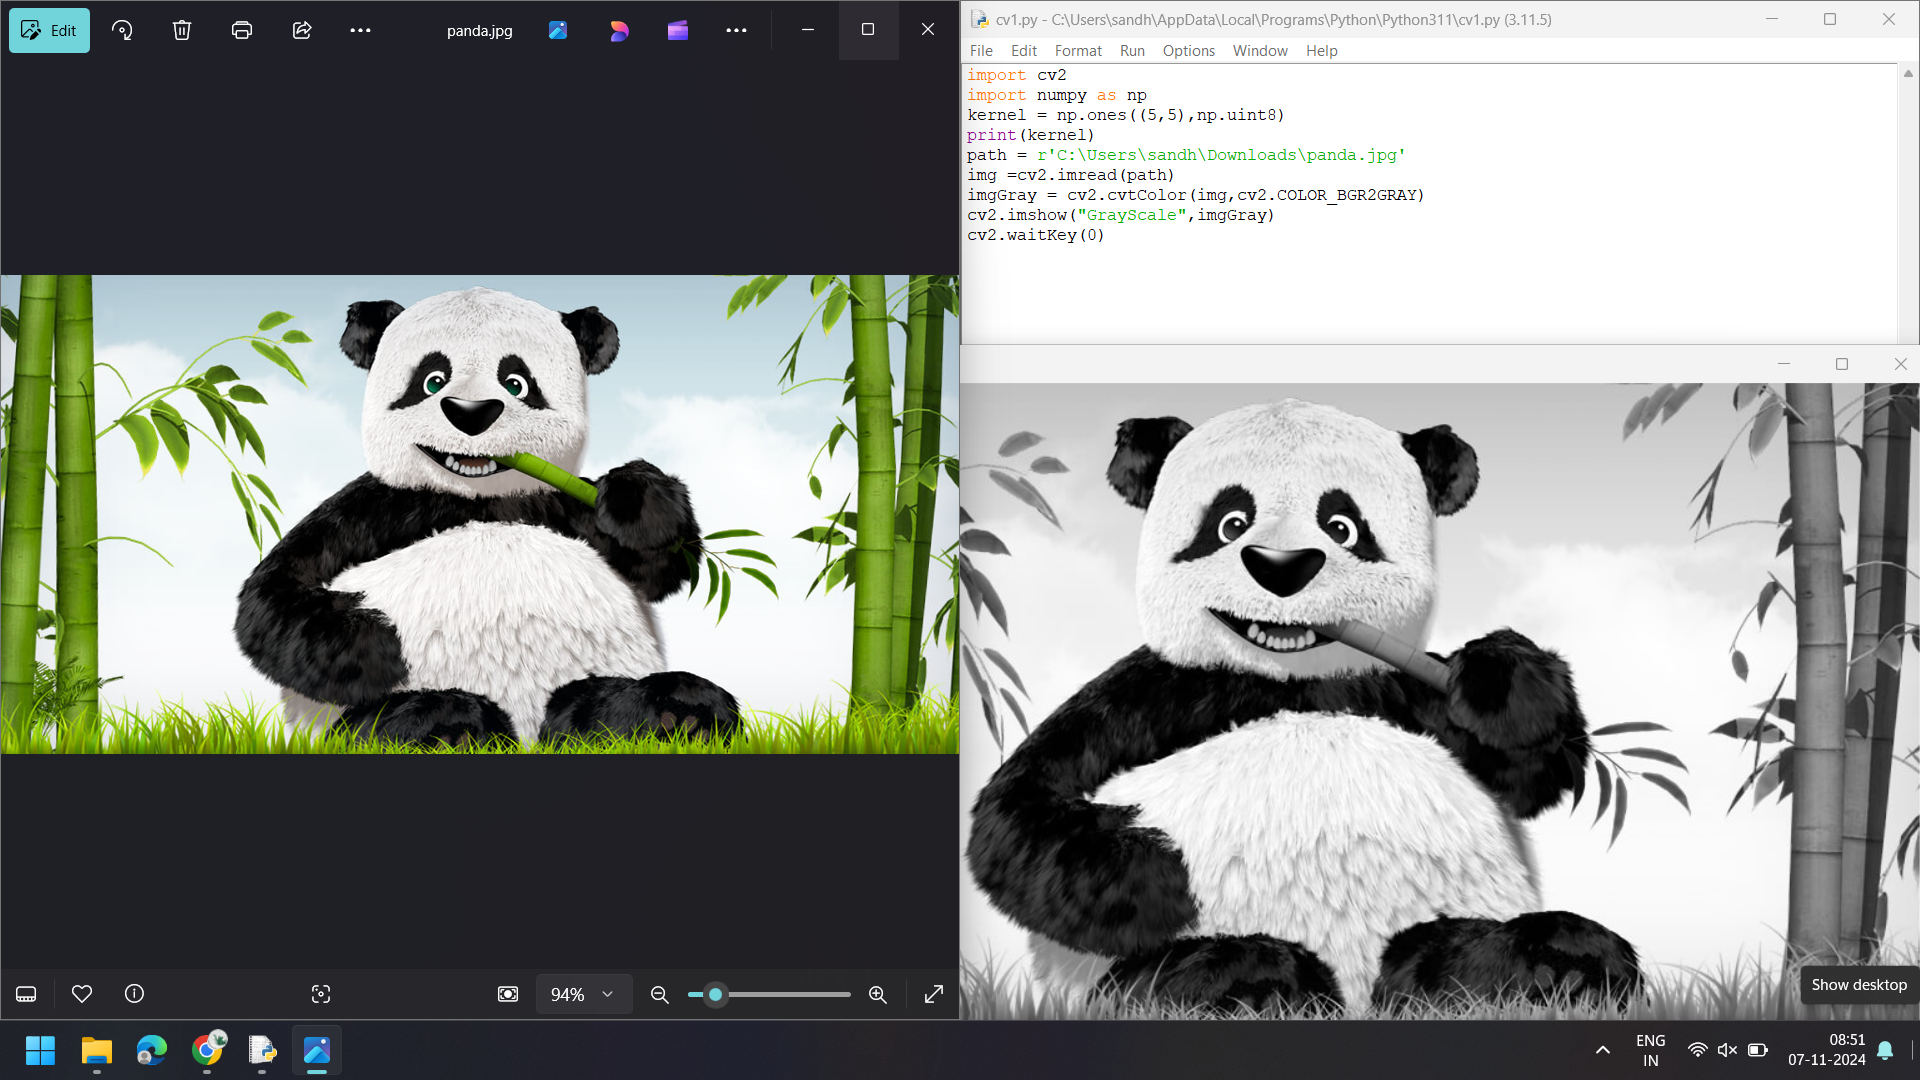 Edit
panda.jpg
cv1.py - C:\Users\sandh\AppData\Local\Programs\Python\Python311\cv1.py (3.11.5)
File Edit Format Run Options Window Help
import cv2
import numpy as np
kernel = np.ones((5,5),np.uint8)
print(kernel)
path = r'C:\Users\sandh\Downloads\panda.jpg'
img =cv2.imread(path)
imgGray = cv2.cvtColor(img,cv2.COLOR_BGR2GRAY)
cv2.imshow("GrayScale",imgGray)
cv2.waitKey(0)
94%
Show desktop
ENG
IN
08:51
07-11-2024